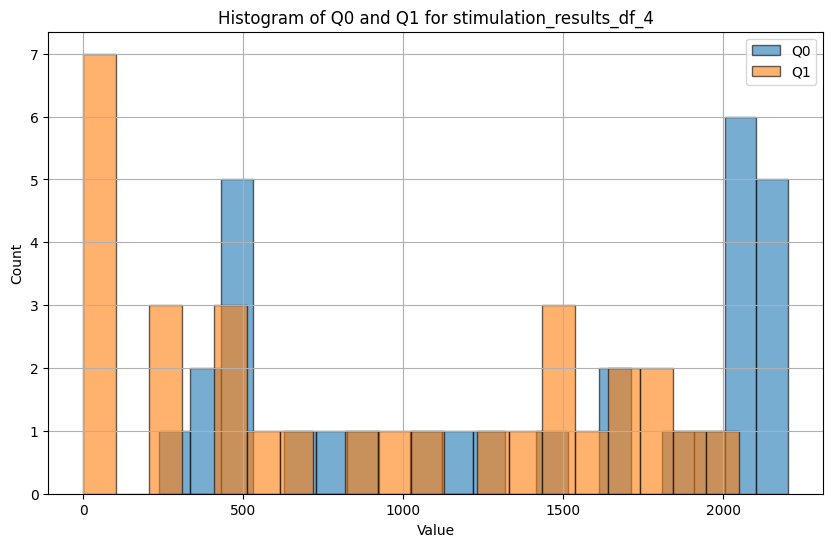 Histogram of Q0 and Q1 for stimulation_results_df_4
Q0
Q1
Count
7
6
5
4
3
2
1
0
0 500 1000 1500 2000
Value